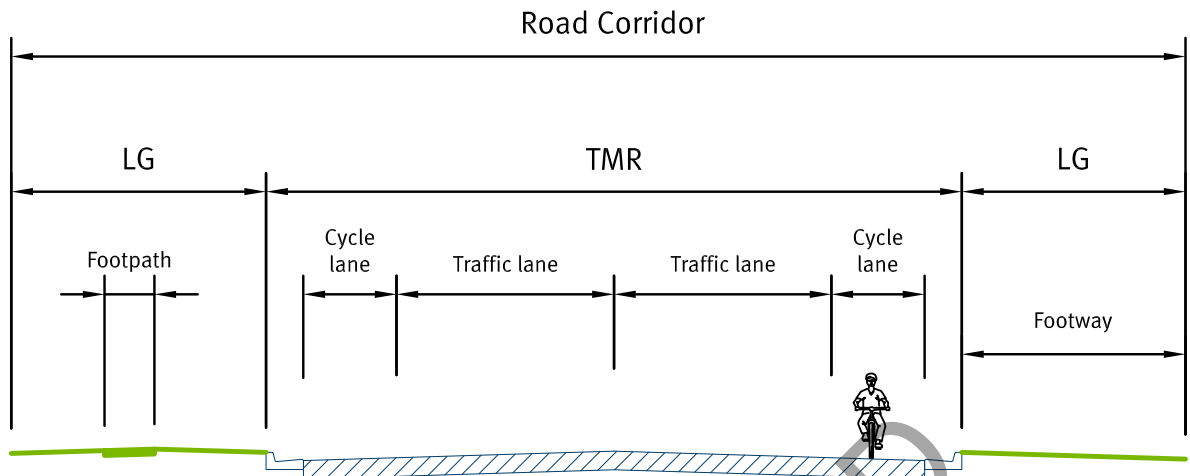 Road Corridor
LG
TMR
LG
Footpath
Cycle
lane
Traffic lane
Traffic lane
Cycle
lane
Footway